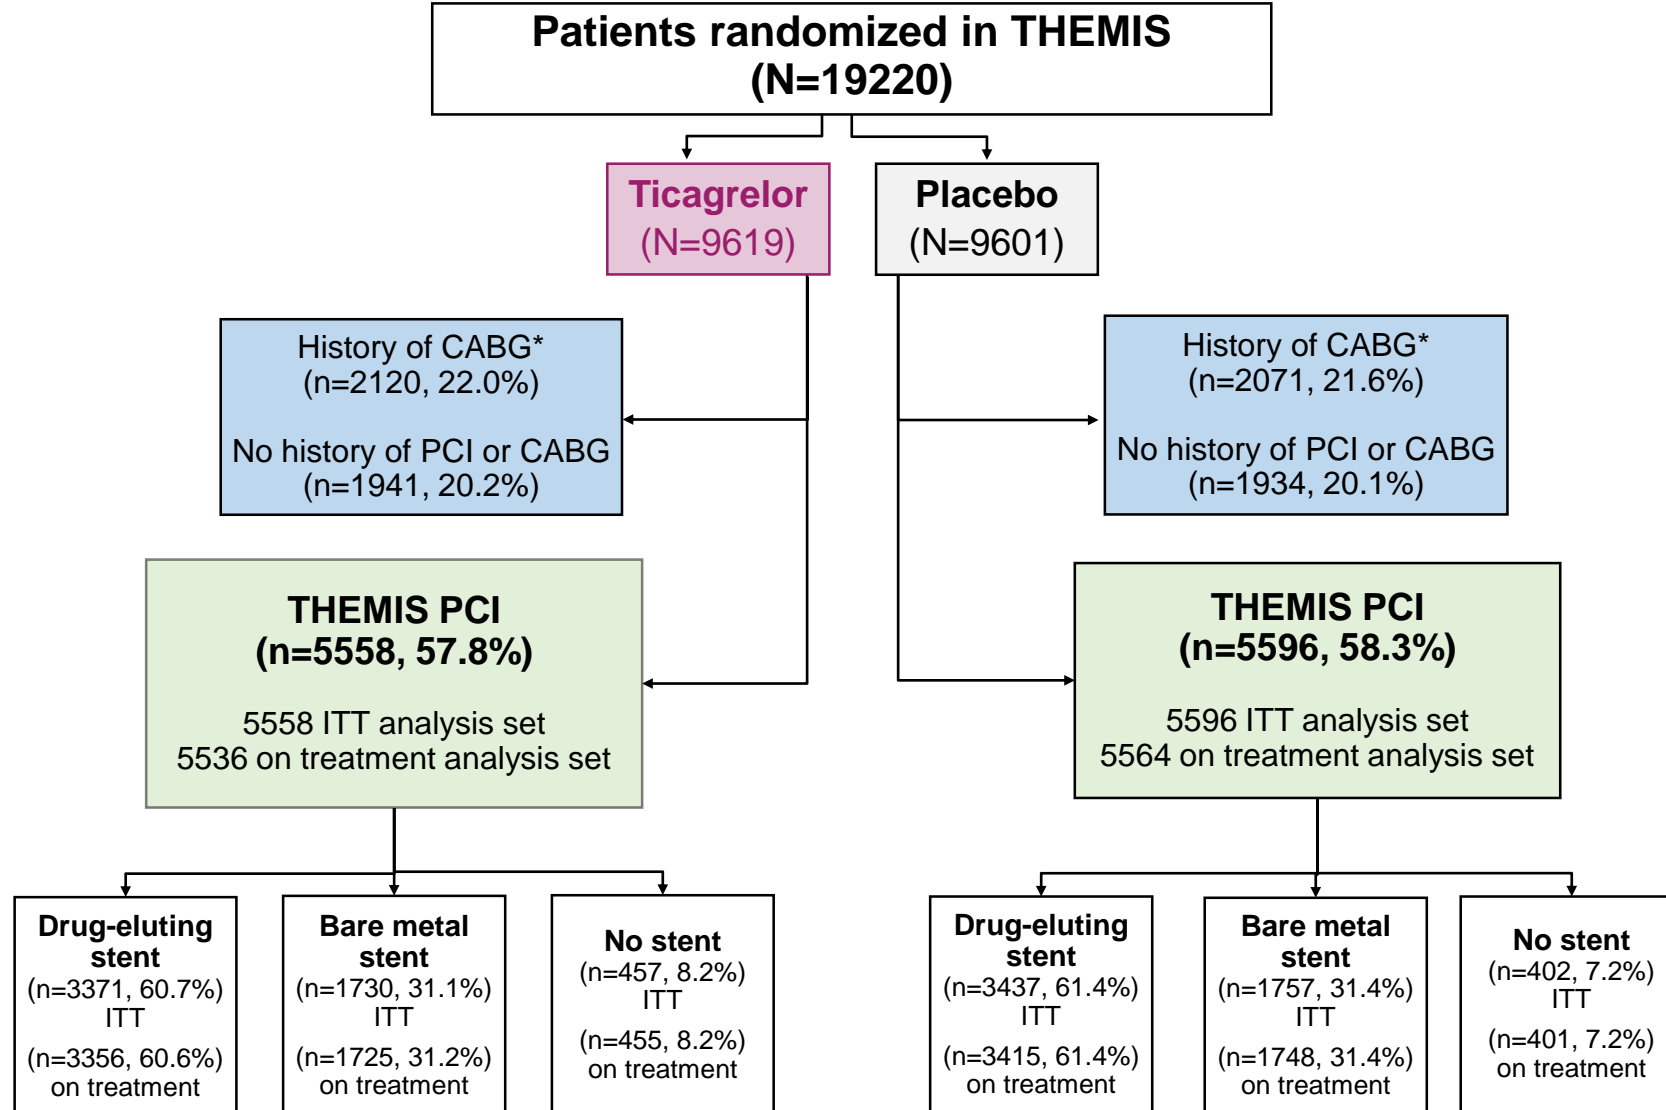 Patients randomized in THEMIS
(N=19220)
Ticagrelor
(N=9619)
Placebo
(N=9601)
History of CABG*
(n=2120, 22.0%)
No history of PCI or CABG
(n=1941, 20.2%)
History of CABG*
(n=2071, 21.6%)
No history of PCI or CABG
(n=1934, 20.1%)
THEMIS PCI
(n=5558, 57.8%)
5558 ITT analysis set
5536 on treatment analysis set
THEMIS PCI
(n=5596, 58.3%)
5596 ITT analysis set
5564 on treatment analysis set
Drug-eluting
stent
(n=3371, 60.7%)
ITT
(n=3356, 60.6%)
on treatment
Bare metal
stent
(n=1730, 31.1%)
ITT
(n=1725, 31.2%)
on treatment
No stent
(n=457, 8.2%)
ITT
(n=455, 8.2%)
on treatment
Drug-eluting
stent
(n=3437, 61.4%)
ITT
(n=3415, 61.4%)
on treatment
Bare metal
stent
(n=1757, 31.4%)
ITT
(n=1748, 31.4%)
on treatment
No stent
(n=402, 7.2%)
ITT
(n=401, 7.2%)
on treatment